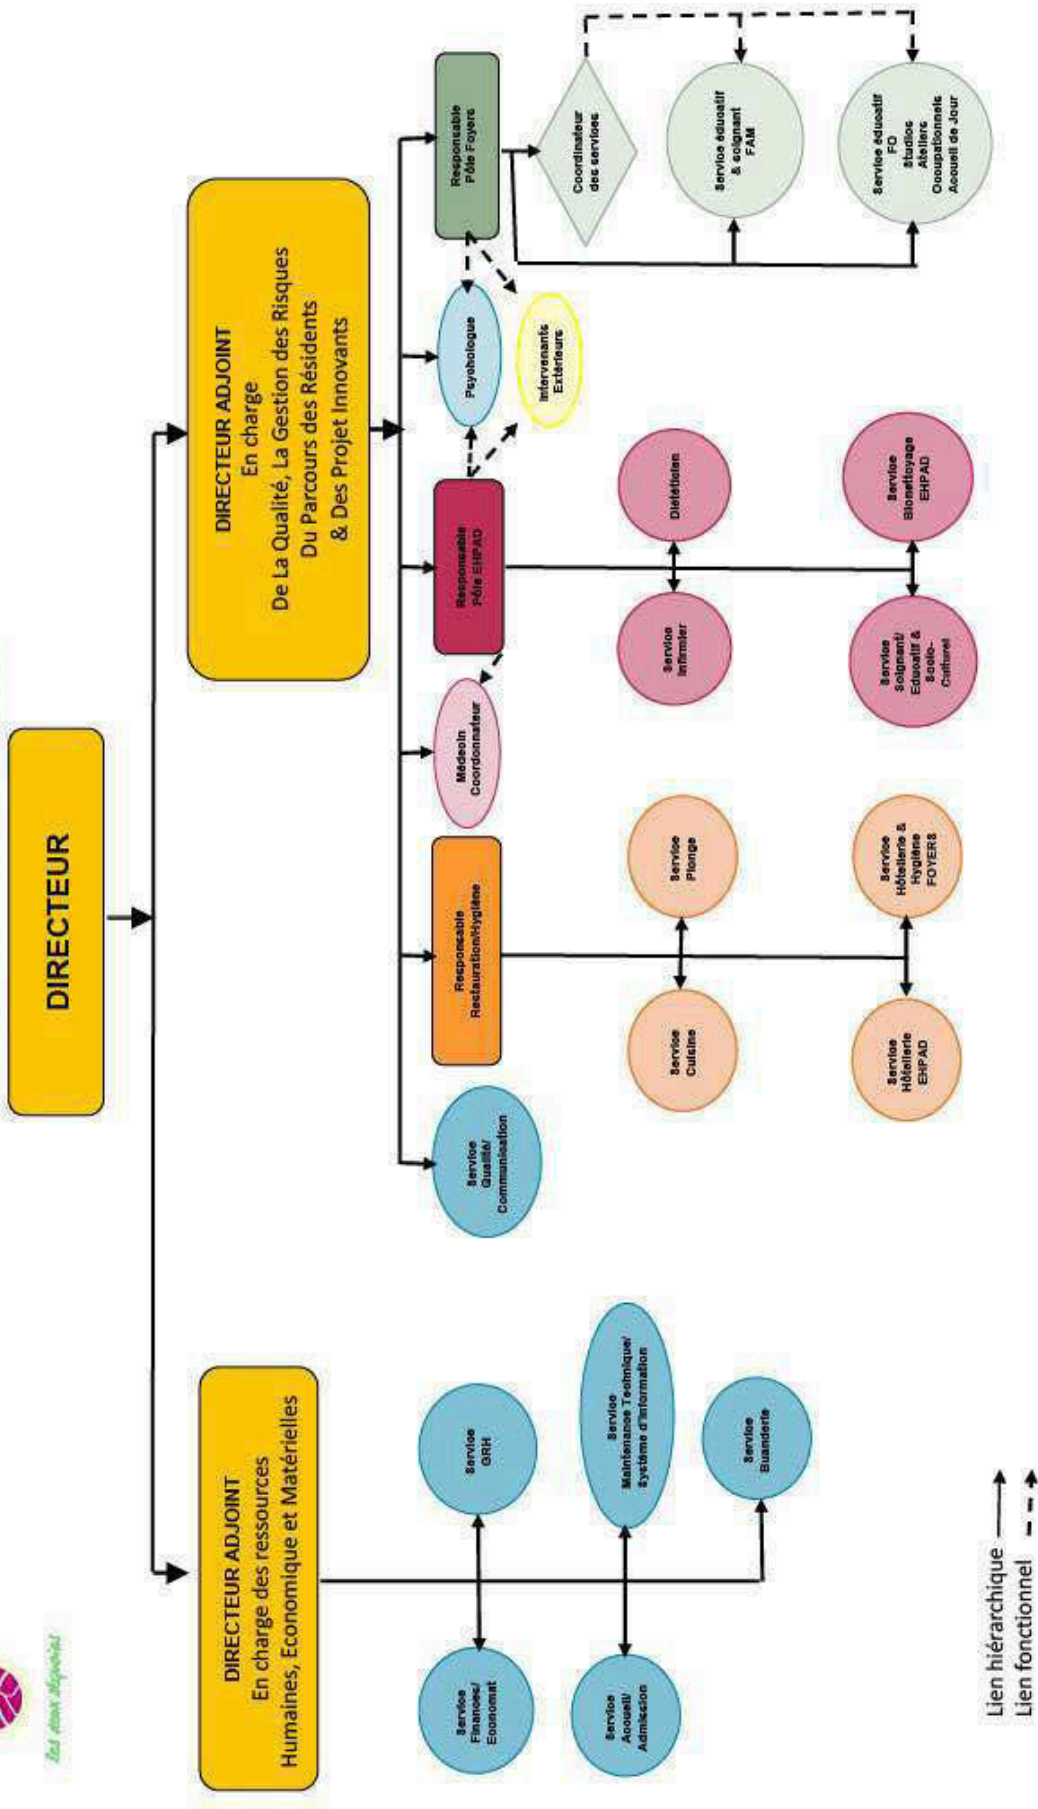 DIRECTEUR
DIRECTEUR ADJOINT
En charge des ressources
Humaines, Economique et Matérielles
DIRECTEUR ADJOINT
En charge
De La Qualité, La Gestion des Risques
Du Parcours des Résidents
& Des Projet Innovants
Service
Finances/
Economat
Service
GRH
Service
Accueil/
Admission
Service
Maintenance Technique/
Système d'information
Service
Buanderie
Service
Qualité/
Communication
Responsable
Restauration/Hygiène
Médecin
Coordonnateur
Responsable
Pôle EHPAD
Psychologue
Intervenants
Extérieurs
Responsable
Pôle Foyers
Service
Cuisine
Service
Plonge
Service
Hôtellerie
EHPAD
Service
Hôtellerie &
Hygiène
FOYERS
Service
Infirmier
Diététicien
Service
Soignant/
Educatif &
Socio-
Culturel
Service
Bionettoyage
EHPAD
Coordinateur
des services
Service éducatif
& soignant
FAM
Service éducatif
FO
Studios
Ateliers
Occupationnels
Accueil de Jour
Lien hiérarchique
Lien fonctionnel